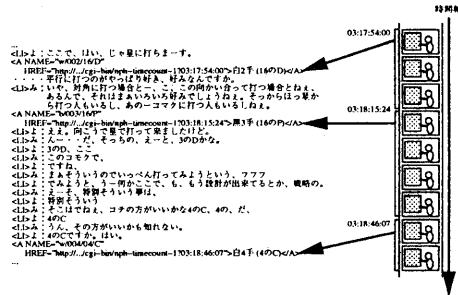 時間軸
03:17:54:00
...
<LI>よ：ここで、はい、じゃ星に打ちまーす。
<A NAME="w/002/16/D"
HREF="http://.../cgi-bin/nph-timecount-1?03:17:54:00">白2手 (16のD)</A>
・・・・平行に打つのがやっぱり好き、好みなんですか。
<LI>み：いや、対角に打つ場合とー、こ、この向かい合って打つ場合とねぇ、
あるんで、それはまぁいろいろ好みでしょうねぇ。そっからほっ星か
ら打つ人もいるし、あの一コマクに打つ人もいるしねぇ。
<A NAME="b/003/16/P"
HREF="http://.../cgi-bin/nph-timecount-1?03:18:15:24">黒3手 (16のP)</A>
<LI>よ：ええ。向こうで星で打って来ましたけど。
<LI>み：んー・・だ、そっちの、えーと、3のDかな。
<LI>よ：3のD、ここ
<LI>み：このコモクで、
<LI>よ：ですね、
<LI>み：まぁそういうのでいっぺん打ってみようという、フフフ
<LI>よ：でみようと、うー何かここで、も、もう設計が出来てるとか、戦略の。
<LI>み：えーそ、特別そういう事は、
<LI>よ：特別そういう
<LI>み：そこはでねぇ、コチの方がいいかな4のC、4の、だ、
<LI>よ：4のC
<LI>み：うん、その方がいいかも知れない。
<LI>よ：4のCですか。はい。
<A NAME="w/004/04/C"
HREF="http://.../cgi-bin/nph-timecount-1?03:18:46:07">白4手 (4のC)</A>
...
03:18:15:24
03:18:46:07